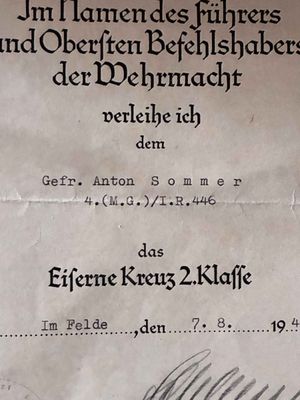 Im Namen des Führers
und Obersten Befehlshabers
der Wehrmacht
verleihe ich
dem
Gefr. Anton Sommer
4.(M.G.)/I.R.446
das
Eiserne Kreuz 2.Klasse
Im Felde, den 7. 8. 194